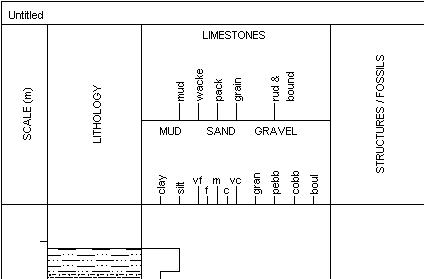 Untitled
LIMESTONES
SCALE (m)
LITHOLOGY
mud
wacke
pack
grain
rud &
bound
STRUCTURES / FOSSILS
MUD SAND GRAVEL
clay
silt
vf
f
m
c
vc
gran
pebb
cobb
boul